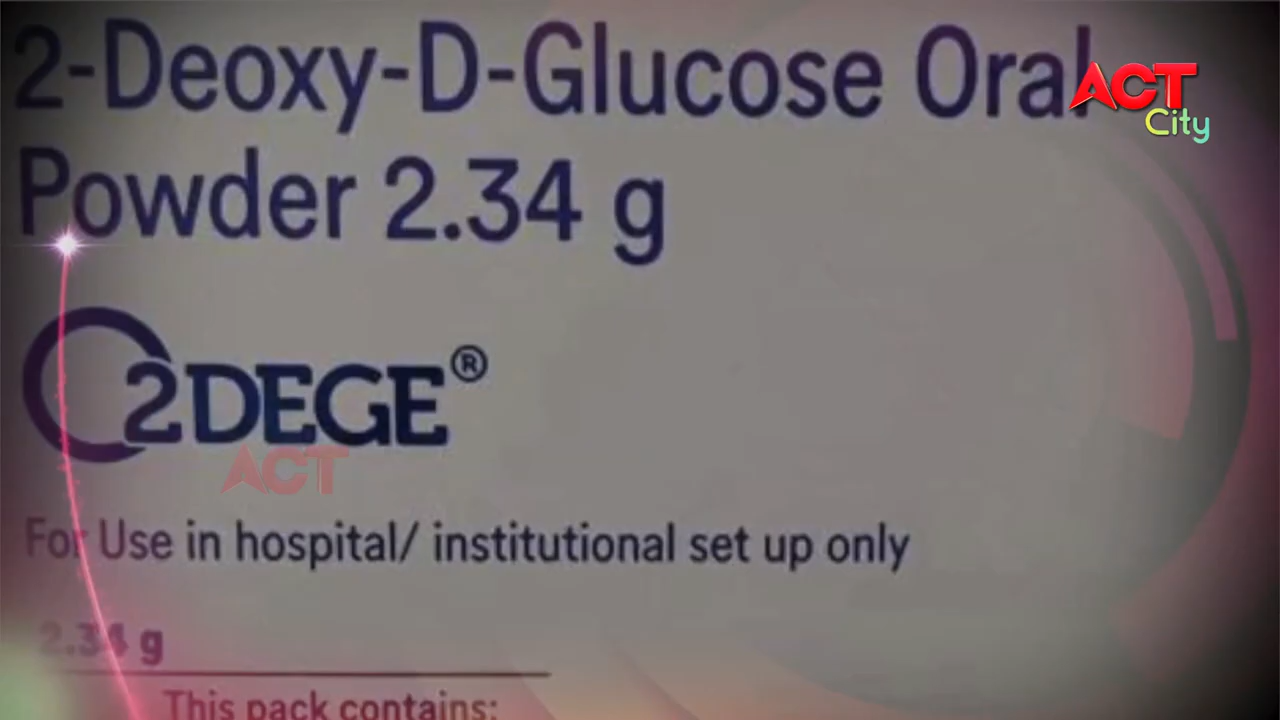 2-Deoxy-D-Glucose Oral
Powder 2.34 g
ACT
City
2DEGE®
ACT
For Use in hospital/ institutional set up only
2.34 g
This pack contains: